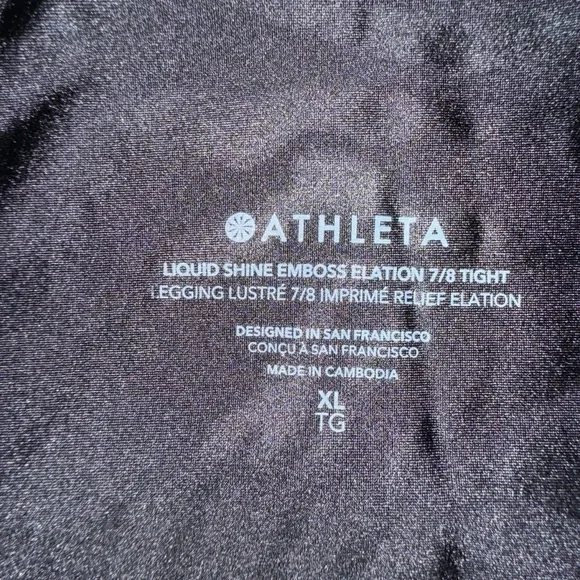 ATHLETA
LIQUID SHINE EMBOSS ELATION 7/8 TIGHT
LEGGING LUSTRÉ 7/8 IMPRIMÉ RELIEF ELATION
DESIGNED IN SAN FRANCISCO
CONÇU À SAN FRANCISCO
MADE IN CAMBODIA
XL
TG